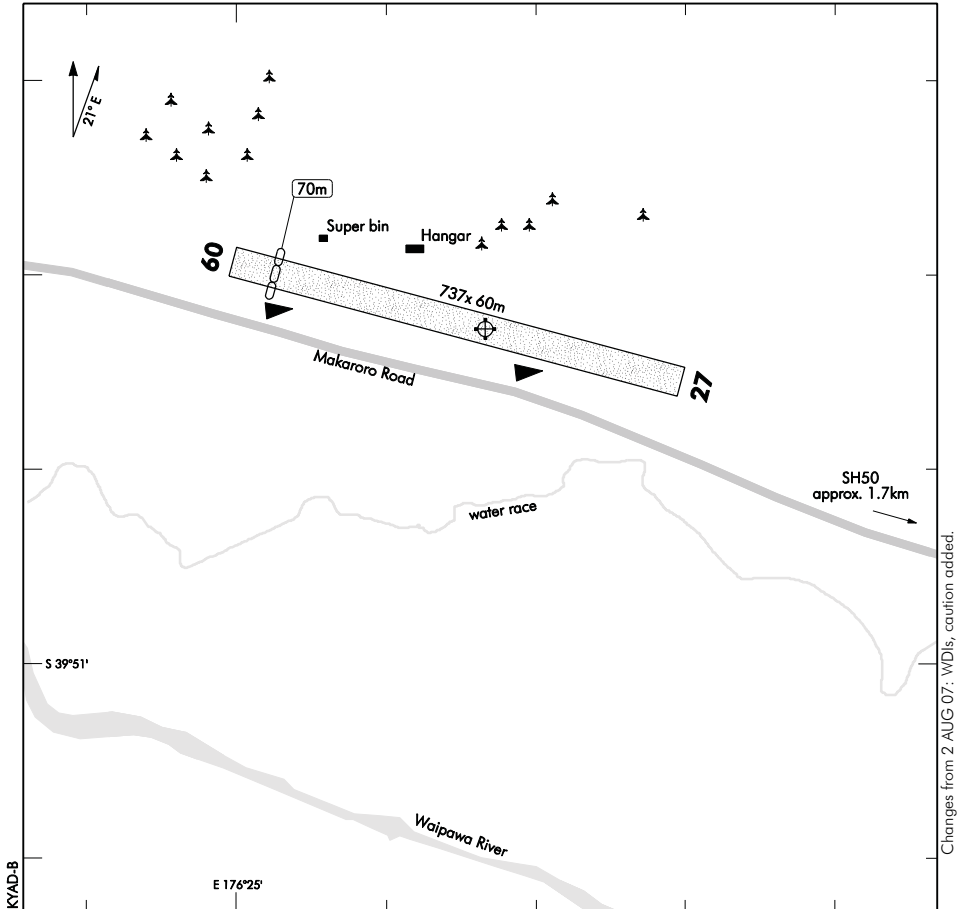 21° E
70m
Super bin
Hangar
09
737x 60m
27
Makaroro Road
SH50
approx. 1.7km
water race
S 39°51'
Waipawa River
E 176°25'
KYAD-B
Changes from 2 AUG 07: WDIs, caution added.